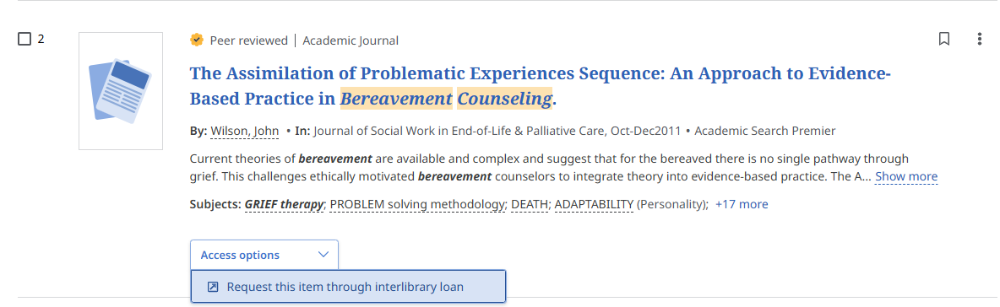 2
Peer reviewed | Academic Journal
The Assimilation of Problematic Experiences Sequence: An Approach to Evidence-
Based Practice in Bereavement Counseling.
By: Wilson, John • In: Journal of Social Work in End-of-Life & Palliative Care, Oct-Dec2011 • Academic Search Premier
Current theories of bereavement are available and complex and suggest that for the bereaved there is no single pathway through
grief. This challenges ethically motivated bereavement counselors to integrate theory into evidence-based practice. The A... Show more
Subjects: GRIEF therapy; PROBLEM solving methodology; DEATH; ADAPTABILITY (Personality); +17 more
Access options
Request this item through interlibrary loan